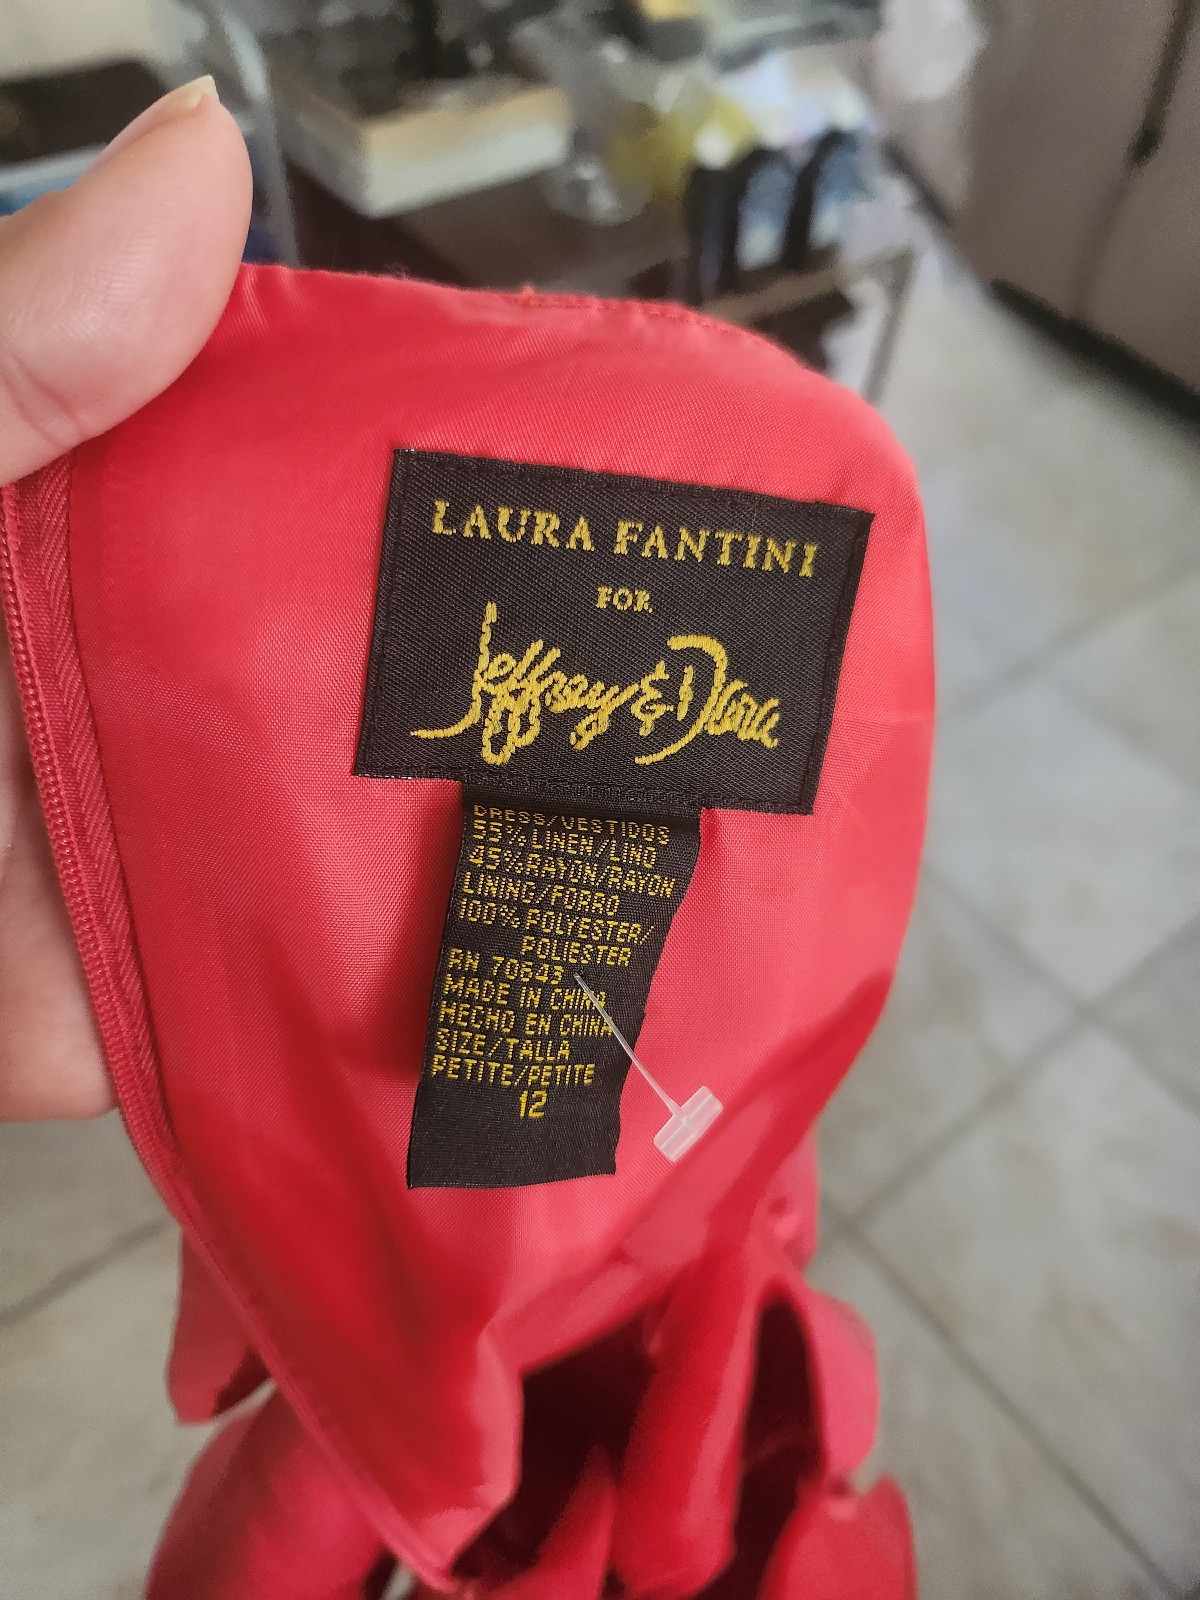 LAURA FANTINI
FOR
Jeffrey & Dara
DRESS/VESTIDOS
55% LINEN/LINO
45% RAYON/RAYON
LINING/FORRO
100% POLYESTER/
POLIESTER
RN 70643
MADE IN CHINA
HECHO EN CHINA
SIZE/TALLA
PETITE/PETITE
12